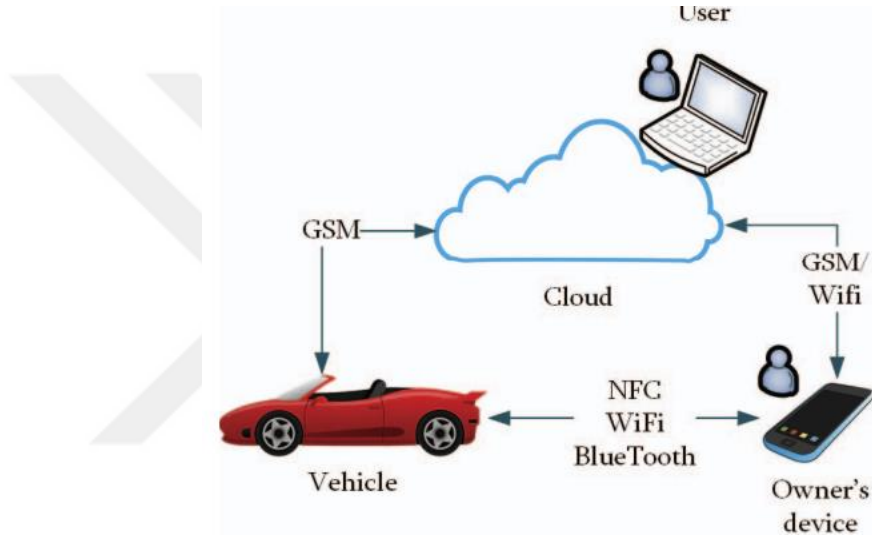 User
GSM
Cloud
GSM/
Wifi
NFC
WiFi
BlueTooth
Vehicle
Owner's
device